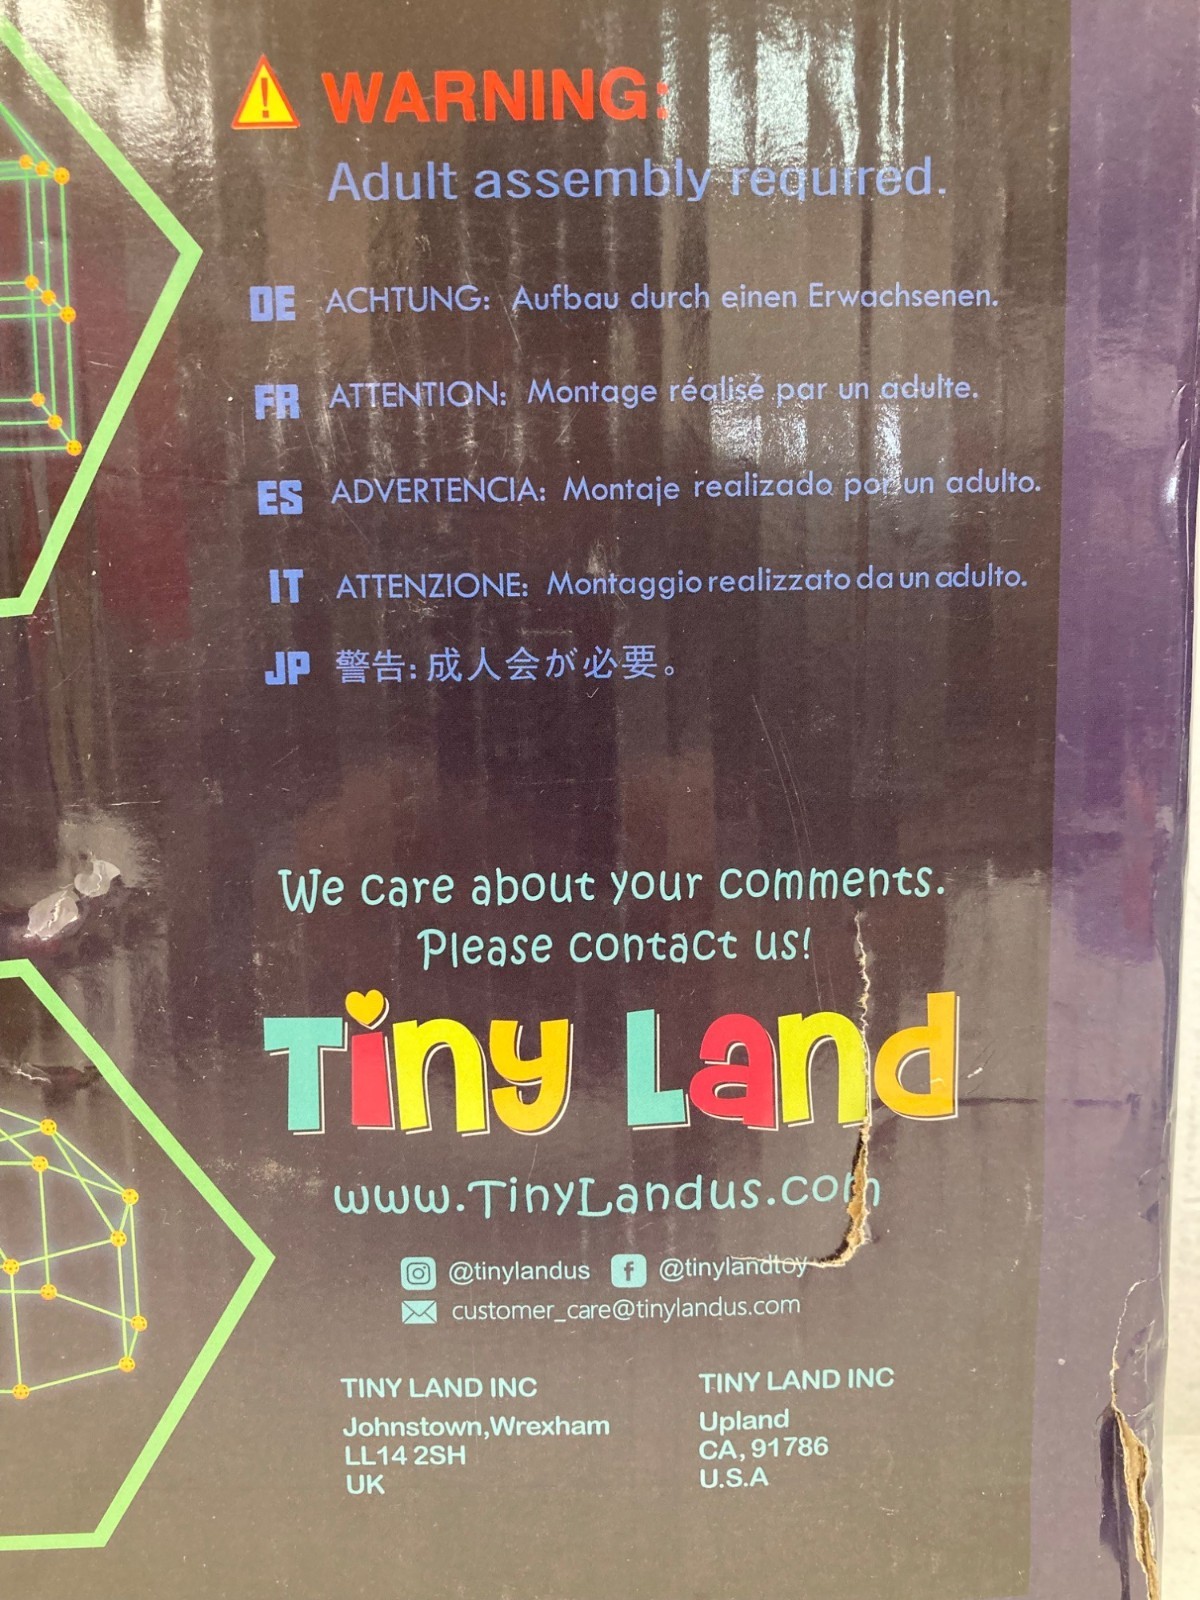 WARNING:
Adult assembly required.
DE ACHTUNG: Aufbau durch einen Erwachsenen.
FR ATTENTION: Montage réalisé par un adulte.
ES ADVERTENCIA: Montaje realizado por un adulto.
IT ATTENZIONE: Montaggio realizzato da un adulto.
JP 警告: 成人会が必要。
We care about your comments.
Please contact us!
Tiny Land
www.TinyLandus.com
@tinylandus @tinylandtoy
customer_care@tinylandus.com
TINY LAND INC
Johnstown,Wrexham
LL14 2SH
UK
TINY LAND INC
Upland
CA, 91786
U.S.A